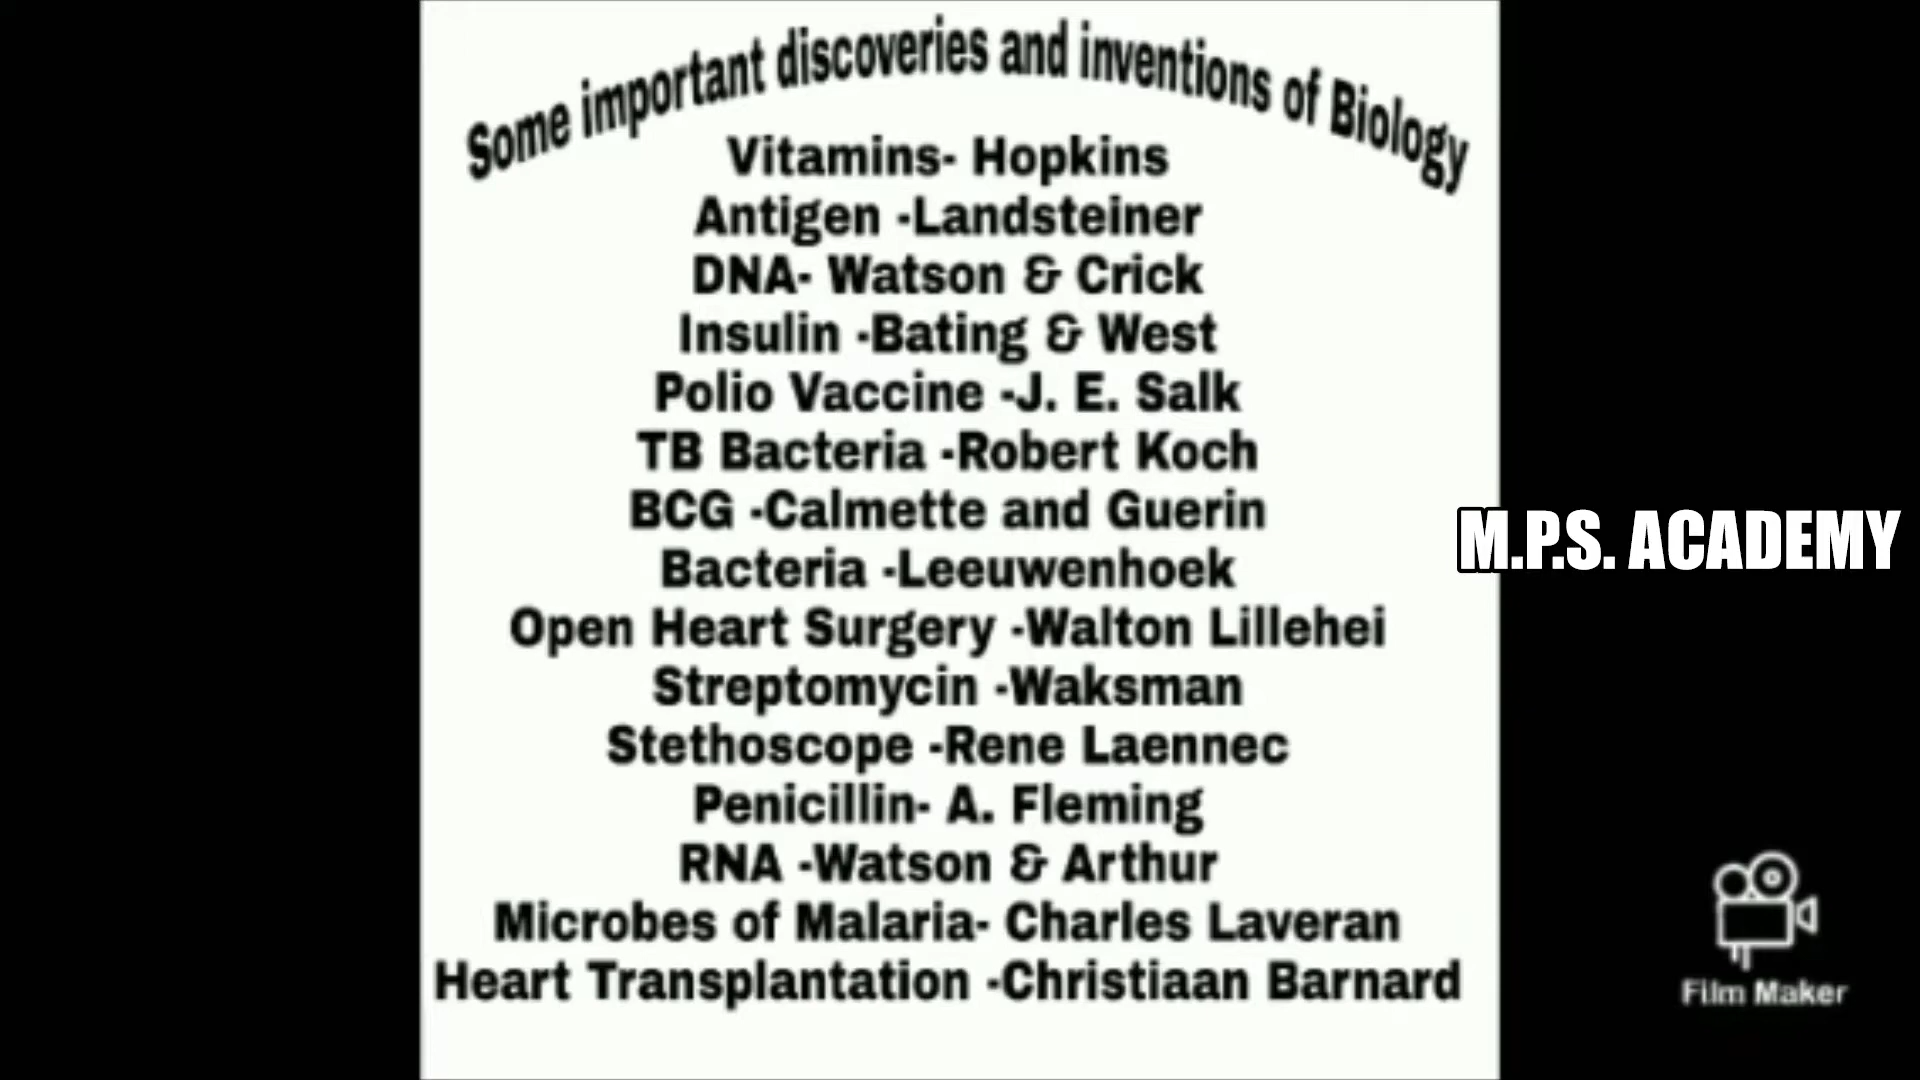 Some important discoveries and inventions of Biology
Vitamins- Hopkins
Antigen -Landsteiner
DNA- Watson & Crick
Insulin -Bating & West
Polio Vaccine -J. E. Salk
TB Bacteria -Robert Koch
BCG -Calmette and Guerin
Bacteria -Leeuwenhoek
Open Heart Surgery -Walton Lillehei
Streptomycin -Waksman
Stethoscope -Rene Laennec
Penicillin- A. Fleming
RNA -Watson & Arthur
Microbes of Malaria- Charles Laveran
Heart Transplantation -Christiaan Barnard
M.P.S. ACADEMY
Film Maker